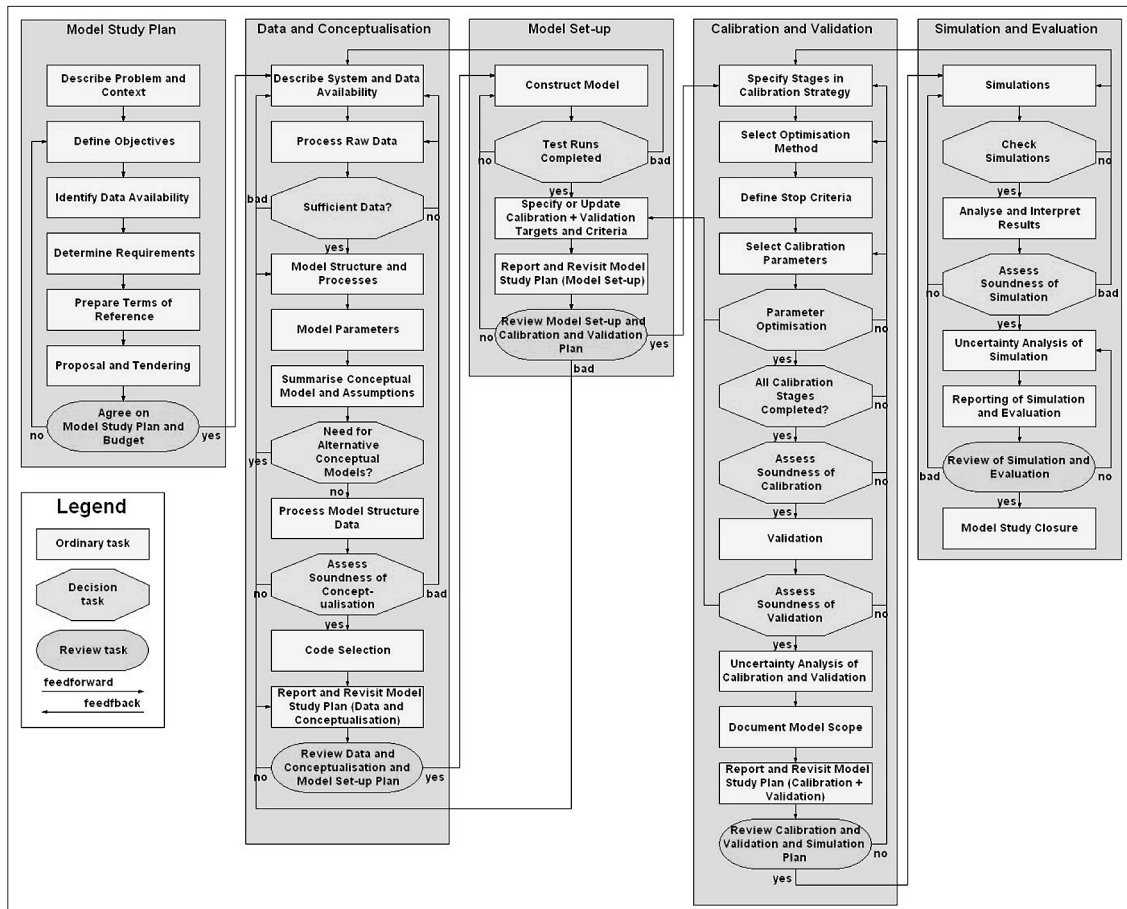 Model Study Plan
Describe Problem and
Context
Define Objectives
Identify Data Availability
Determine Requirements
Prepare Terms of
Reference
Proposal and Tendering
Agree on
Model Study Plan and
Budget
no
yes
Legend
Ordinary task
Decision
task
Review task
feedforward
feedfback
Data and Conceptualisation
Describe System and Data
Availability
Process Raw Data
bad
Sufficient Data?
no
yes
Model Structure and
Processes
Model Parameters
Summarise Conceptual
Model and Assumptions
Need for
Alternative
Conceptual
Models?
yes
no
Process Model Structure
Data
Assess
Soundness of
Concept-
ualisation
no
bad
yes
Code Selection
Report and Revisit Model
Study Plan (Data and
Conceptualisation)
Review Data and
Conceptualisation and
Model Set-up Plan
no
yes
Model Set-up
Construct Model
Test Runs
Completed
no
bad
yes
Specify or Update
Calibration + Validation
Targets and Criteria
Report and Revisit Model
Study Plan (Model Set-up)
Review Model Set-up and
Calibration and Validation
Plan
no
yes
bad
Calibration and Validation
Specify Stages in
Calibration Strategy
Select Optimisation
Method
Define Stop Criteria
Select Calibration
Parameters
Parameter
Optimisation
no
yes
All Calibration
Stages
Completed?
no
yes
Assess
Soundness of
Calibration
no
yes
Validation
Assess
Soundness of
Validation
no
yes
Uncertainty Analysis of
Calibration and Validation
Document Model Scope
Report and Revisit Model
Study Plan (Calibration +
Validation)
Review Calibration and
Validation and Simulation
Plan
no
yes
Simulation and Evaluation
Simulations
Check
Simulations
no
yes
Analyse and Interpret
Results
Assess
Soundness of
Simulation
no
bad
yes
Uncertainty Analysis of
Simulation
Reporting of Simulation
and Evaluation
Review of Simulation and
Evaluation
bad
no
yes
Model Study Closure